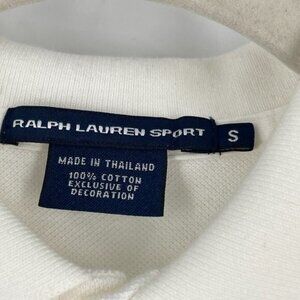 RALPH LAUREN SPORT S
MADE IN THAILAND
100% COTTON
EXCLUSIVE OF
DECORATION